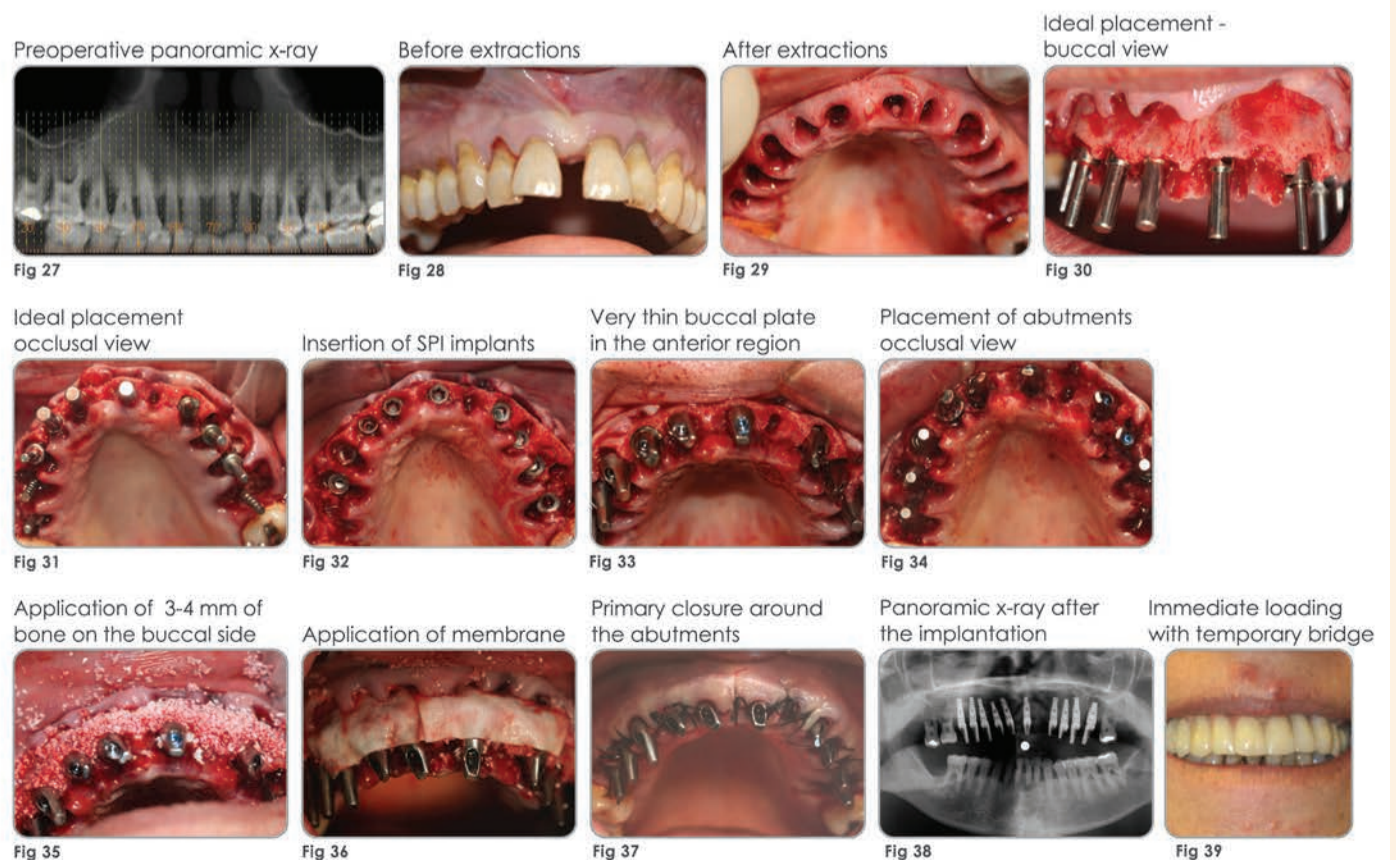 Preoperative panoramic x-ray
Fig 27
Before extractions
Fig 28
After extractions
Fig 29
Ideal placement -
buccal view
Fig 30
Ideal placement
occlusal view
Fig 31
Insertion of SPI implants
Fig 32
Very thin buccal plate
in the anterior region
Fig 33
Placement of abutments
occlusal view
Fig 34
Application of 3-4 mm of
bone on the buccal side
Fig 35
Application of membrane
Fig 36
Primary closure around
the abutments
Fig 37
Panoramic x-ray after
the implantation
Fig 38
Immediate loading
with temporary bridge
Fig 39